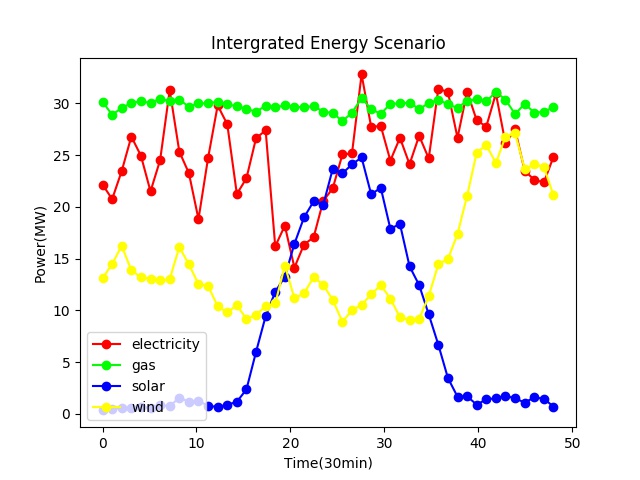 Intergrated Energy Scenario
Power(MW)
30
25
20
15
10
5
0
electricity
gas
solar
wind
0 10 20 30 40 50
Time(30min)